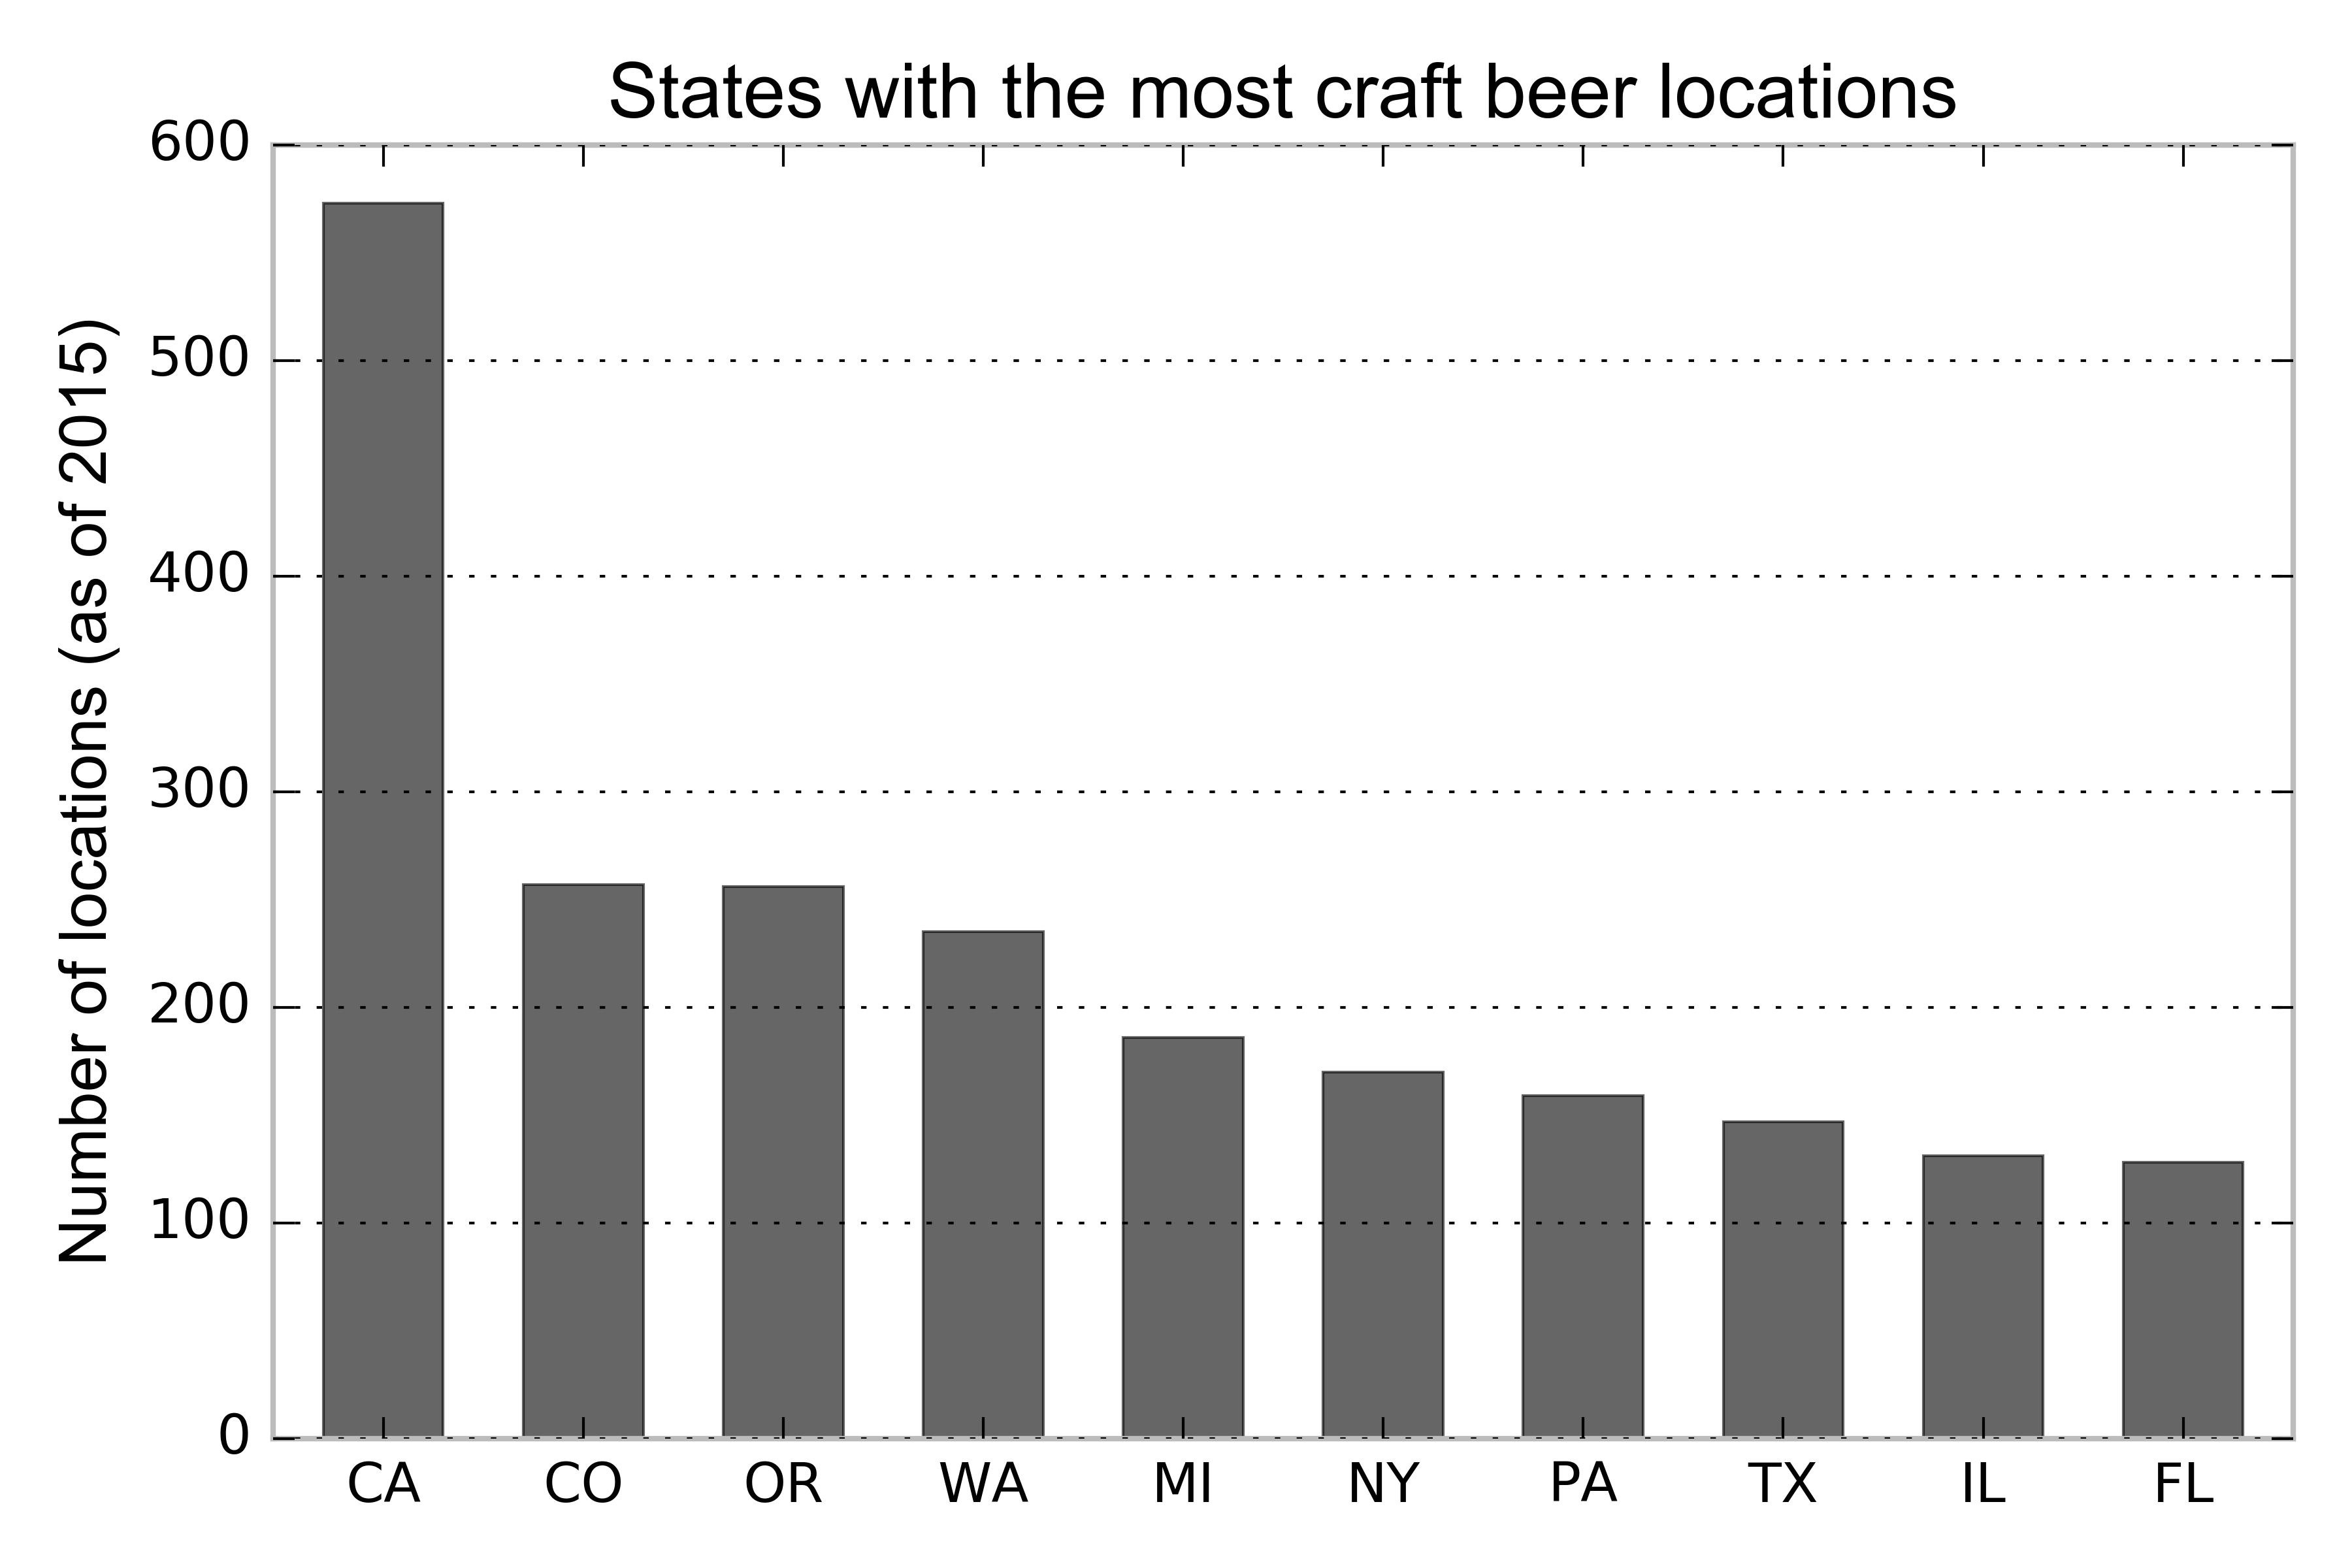 States with the most craft beer locations
Number of locations (as of 2015)
600
500
400
300
200
100
0
CA CO OR WA MI NY PA TX IL FL